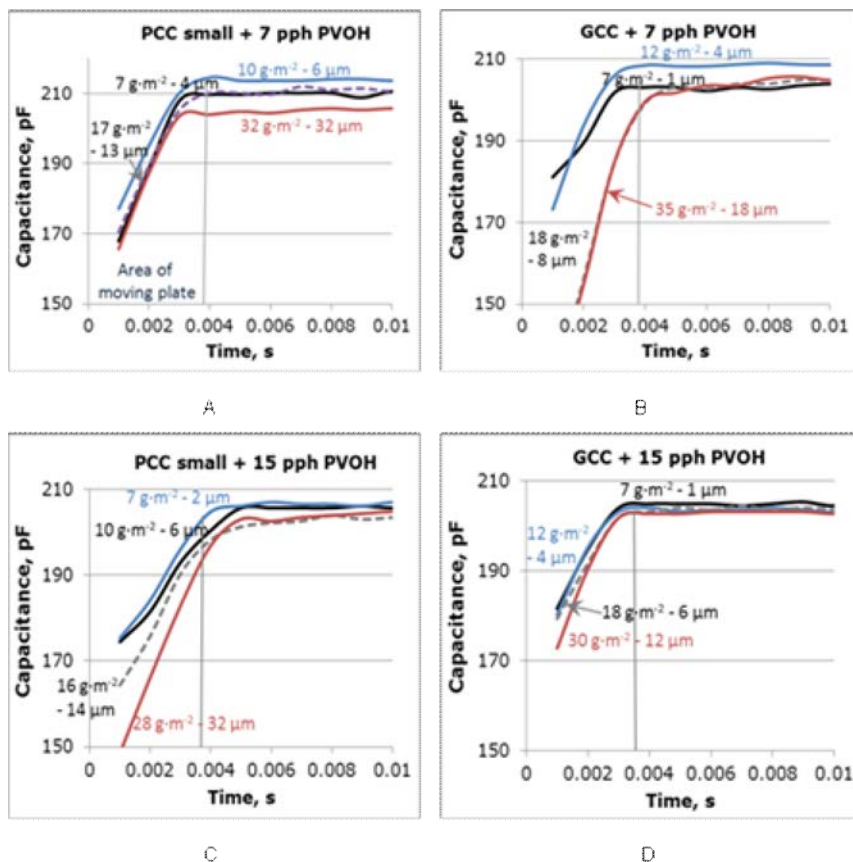 PCC small + 7 pph PVOH
Capacitance, pF
210
190
170
150
0
0.002
0.004
0.006
0.008
0.01
Time, s
7 g·m⁻² - 4 µm
10 g·m⁻² - 6 µm
17 g·m⁻²
- 13 µm
32 g·m⁻² - 32 µm
Area of
moving plate
A
GCC + 7 pph PVOH
Capacitance, pF
210
190
170
150
0
0.002
0.004
0.006
0.008
0.01
Time, s
12 g·m⁻² - 4 µm
7 g·m⁻² - 1 µm
35 g·m⁻² - 18 µm
18 g·m⁻²
- 8 µm
B
PCC small + 15 pph PVOH
Capacitance, pF
210
190
170
150
0
0.002
0.004
0.006
0.008
0.01
Time, s
7 g·m⁻² - 2 µm
10 g·m⁻² - 6 µm
16 g·m⁻²
- 14 µm
28 g·m⁻² - 32 µm
C
GCC + 15 pph PVOH
Capacitance, pF
210
190
170
150
0
0.002
0.004
0.006
0.008
0.01
Time, s
7 g·m⁻² - 1 µm
12 g·m⁻²
- 4 µm
18 g·m⁻² - 6 µm
30 g·m⁻² - 12 µm
D